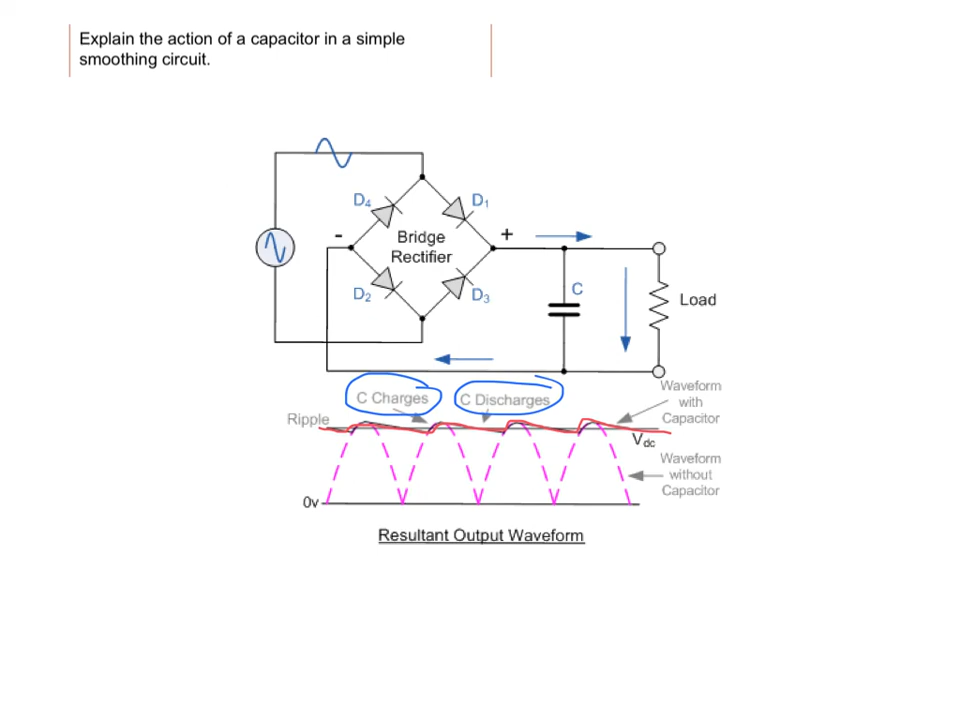 Explain the action of a capacitor in a simple
smoothing circuit.
D₄
D₁
-
Bridge
Rectifier
+
D₂
D₃
C
Load
C Charges
C Discharges
Waveform
with
Capacitor
Ripple
Vdc
Waveform
without
Capacitor
0v
Resultant Output Waveform